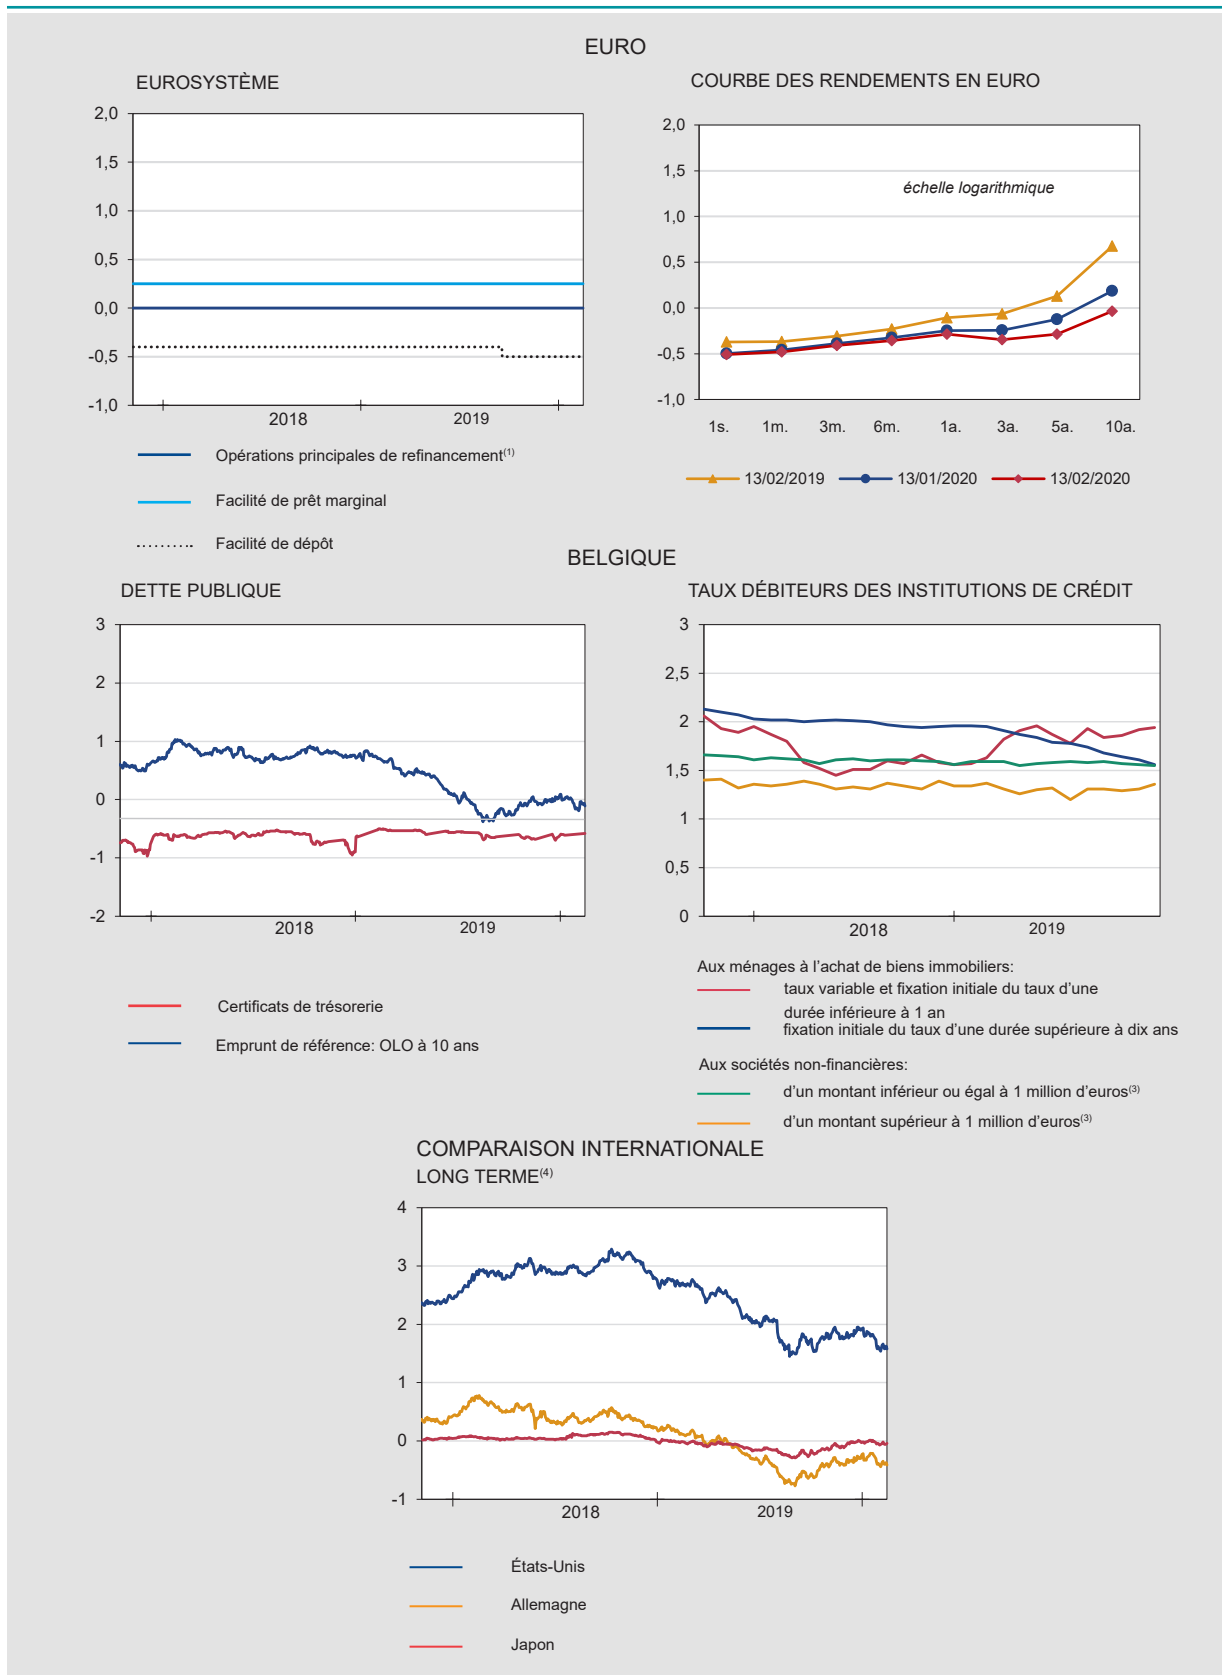 EURO
EUROSYSTÈME
2,0
1,5
1,0
0,5
0,0
-0,5
-1,0
2018
2019
Opérations principales de refinancement(1)
Facilité de prêt marginal
Facilité de dépôt
COURBE DES RENDEMENTS EN EURO
2,0
1,5
1,0
0,5
0,0
-0,5
-1,0
échelle logarithmique
1s. 1m. 3m. 6m. 1a. 3a. 5a. 10a.
13/02/2019 13/01/2020 13/02/2020
BELGIQUE
DETTE PUBLIQUE
3
2
1
0
-1
-2
2018
2019
Certificats de trésorerie
Emprunt de référence: OLO à 10 ans
TAUX DÉBITEURS DES INSTITUTIONS DE CRÉDIT
3
2,5
2
1,5
1
0,5
0
2018
2019
Aux ménages à l’achat de biens immobiliers:
taux variable et fixation initiale du taux d’une
durée inférieure à 1 an
fixation initiale du taux d’une durée supérieure à dix ans
Aux sociétés non-financières:
d’un montant inférieur ou égal à 1 million d’euros(3)
d’un montant supérieur à 1 million d’euros(3)
COMPARAISON INTERNATIONALE
LONG TERME(4)
4
3
2
1
0
-1
2018
2019
États-Unis
Allemagne
Japon